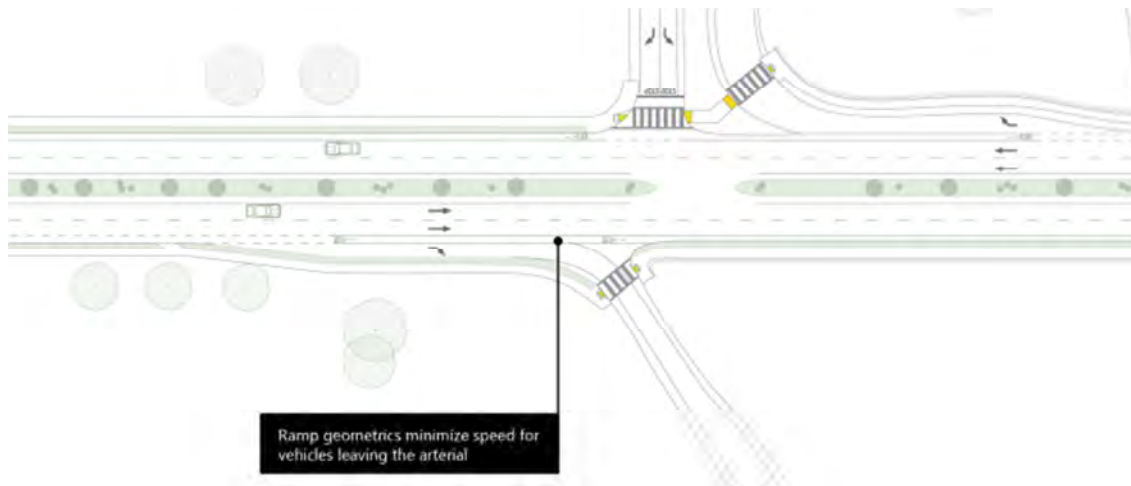 Ramp geometrics minimize speed for
vehicles leaving the arterial